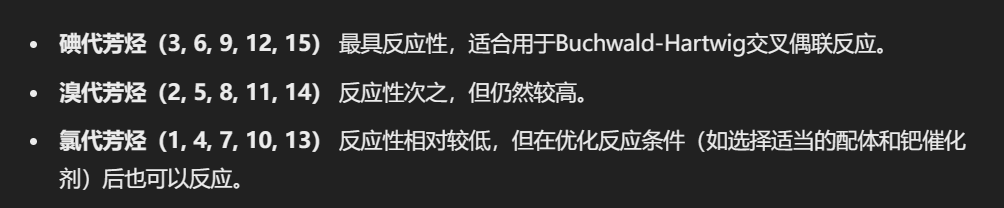 • 碘代芳烃（3, 6, 9, 12, 15） 最具反应性，适合用于Buchwald-Hartwig交叉偶联反应。
• 溴代芳烃（2, 5, 8, 11, 14） 反应性次之，但仍然较高。
• 氯代芳烃（1, 4, 7, 10, 13） 反应性相对较低，但在优化反应条件（如选择适当的配体和钯催化
剂）后也可以反应。